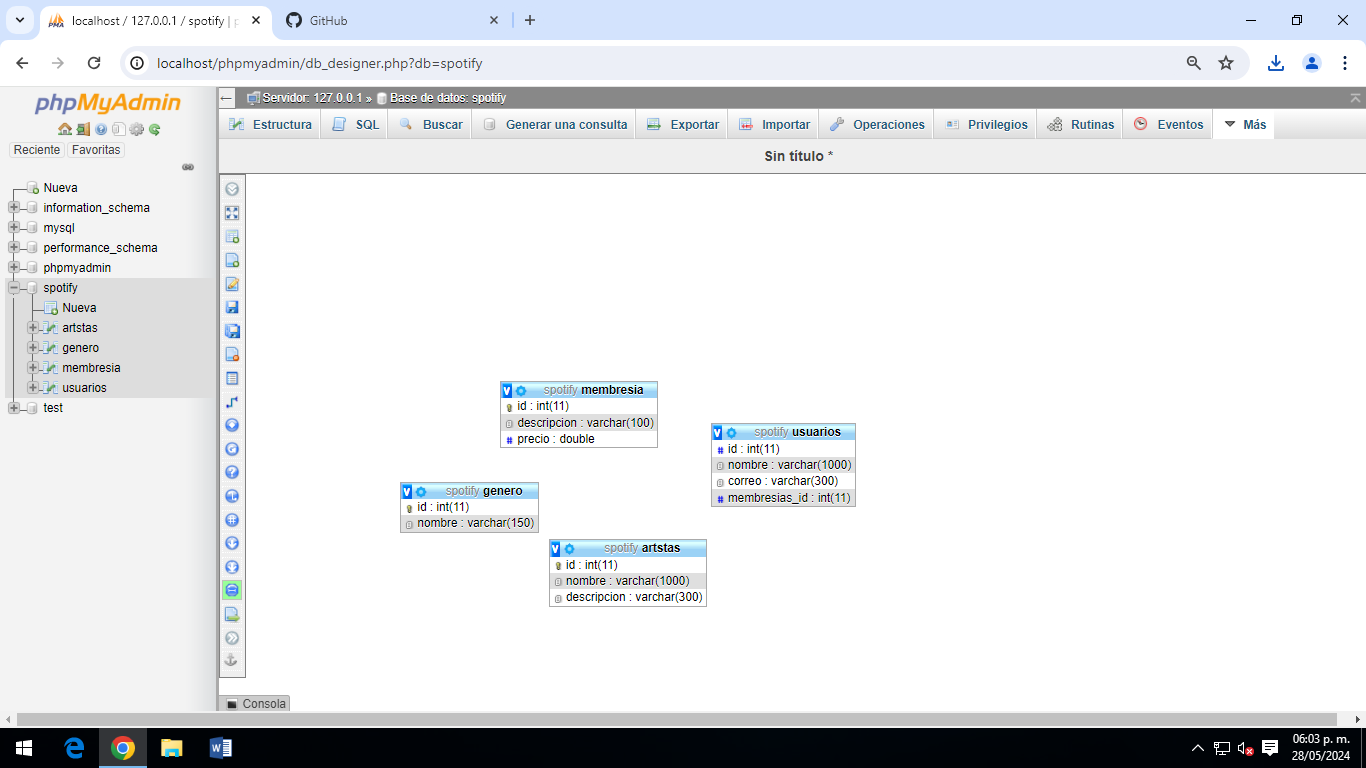 localhost / 127.0.0.1 / spotify | p
GitHub
localhost/phpmyadmin/db_designer.php?db=spotify
phpMyAdmin
Reciente Favoritas
Nueva
information_schema
mysql
performance_schema
phpmyadmin
spotify
Nueva
artstas
genero
membresia
usuarios
test
Servidor: 127.0.0.1 » Base de datos: spotify
Estructura SQL Buscar Generar una consulta Exportar Importar Operaciones Privilegios Rutinas Eventos Más
Sin título *
v spotify membresia
id : int(11)
descripcion : varchar(100)
# precio : double
v spotify usuarios
# id : int(11)
nombre : varchar(1000)
correo : varchar(300)
# membresias_id : int(11)
v spotify genero
id : int(11)
nombre : varchar(150)
v spotify artstas
id : int(11)
nombre : varchar(1000)
descripcion : varchar(300)
Consola
06:03 p. m.
28/05/2024